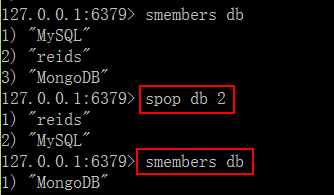 127.0.0.1:6379> smembers db
1) "MySQL"
2) "reids"
3) "MongoDB"
127.0.0.1:6379> spop db 2
1) "reids"
2) "MySQL"
127.0.0.1:6379> smembers db
1) "MongoDB"